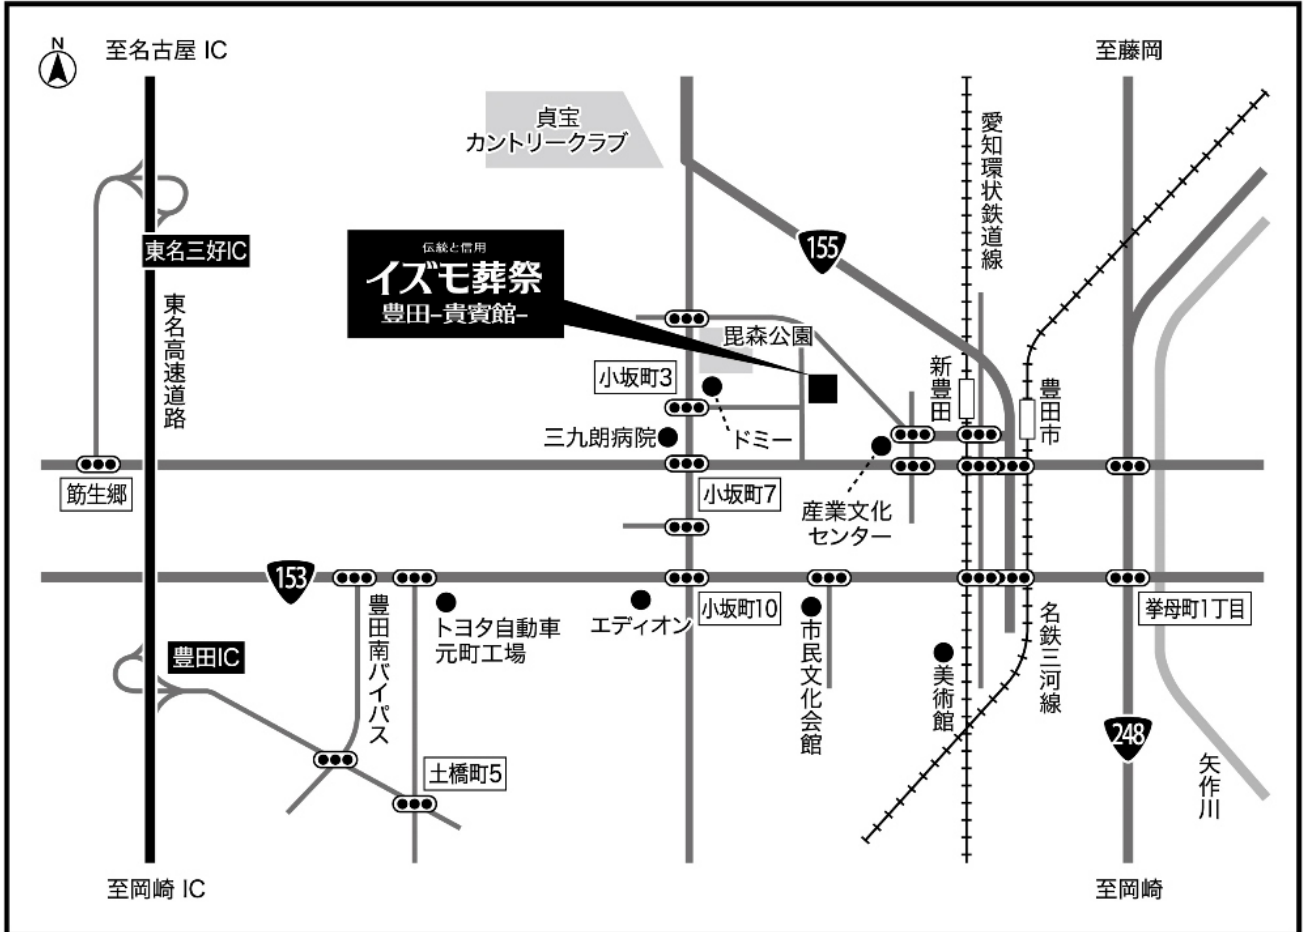 N
至名古屋 IC
至藤岡
貞宝
カントリークラブ
愛知環状鉄道線
東名三好IC
155
伝統と信用
イズモ葬祭
豊田−貴賓館−
東名高速道路
毘森公園
小坂町3
新豊田
豊田市
三九朗病院
ドミー
筋生郷
小坂町7
産業文化
センター
153
豊田南バイパス
トヨタ自動車
元町工場
エディオン
小坂町10
市民文化会館
名鉄三河線
挙母町1丁目
豊田IC
美術館
248
土橋町5
矢作川
至岡崎 IC
至岡崎